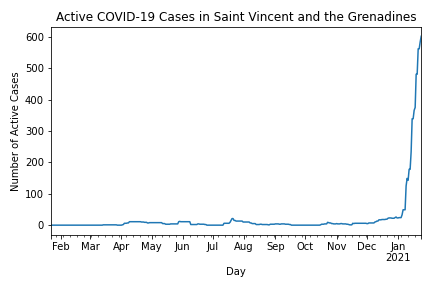 Active COVID-19 Cases in Saint Vincent and the Grenadines
Number of Active Cases
600
500
400
300
200
100
0
Feb Mar Apr May Jun Jul Aug Sep Oct Nov Dec Jan
2021
Day